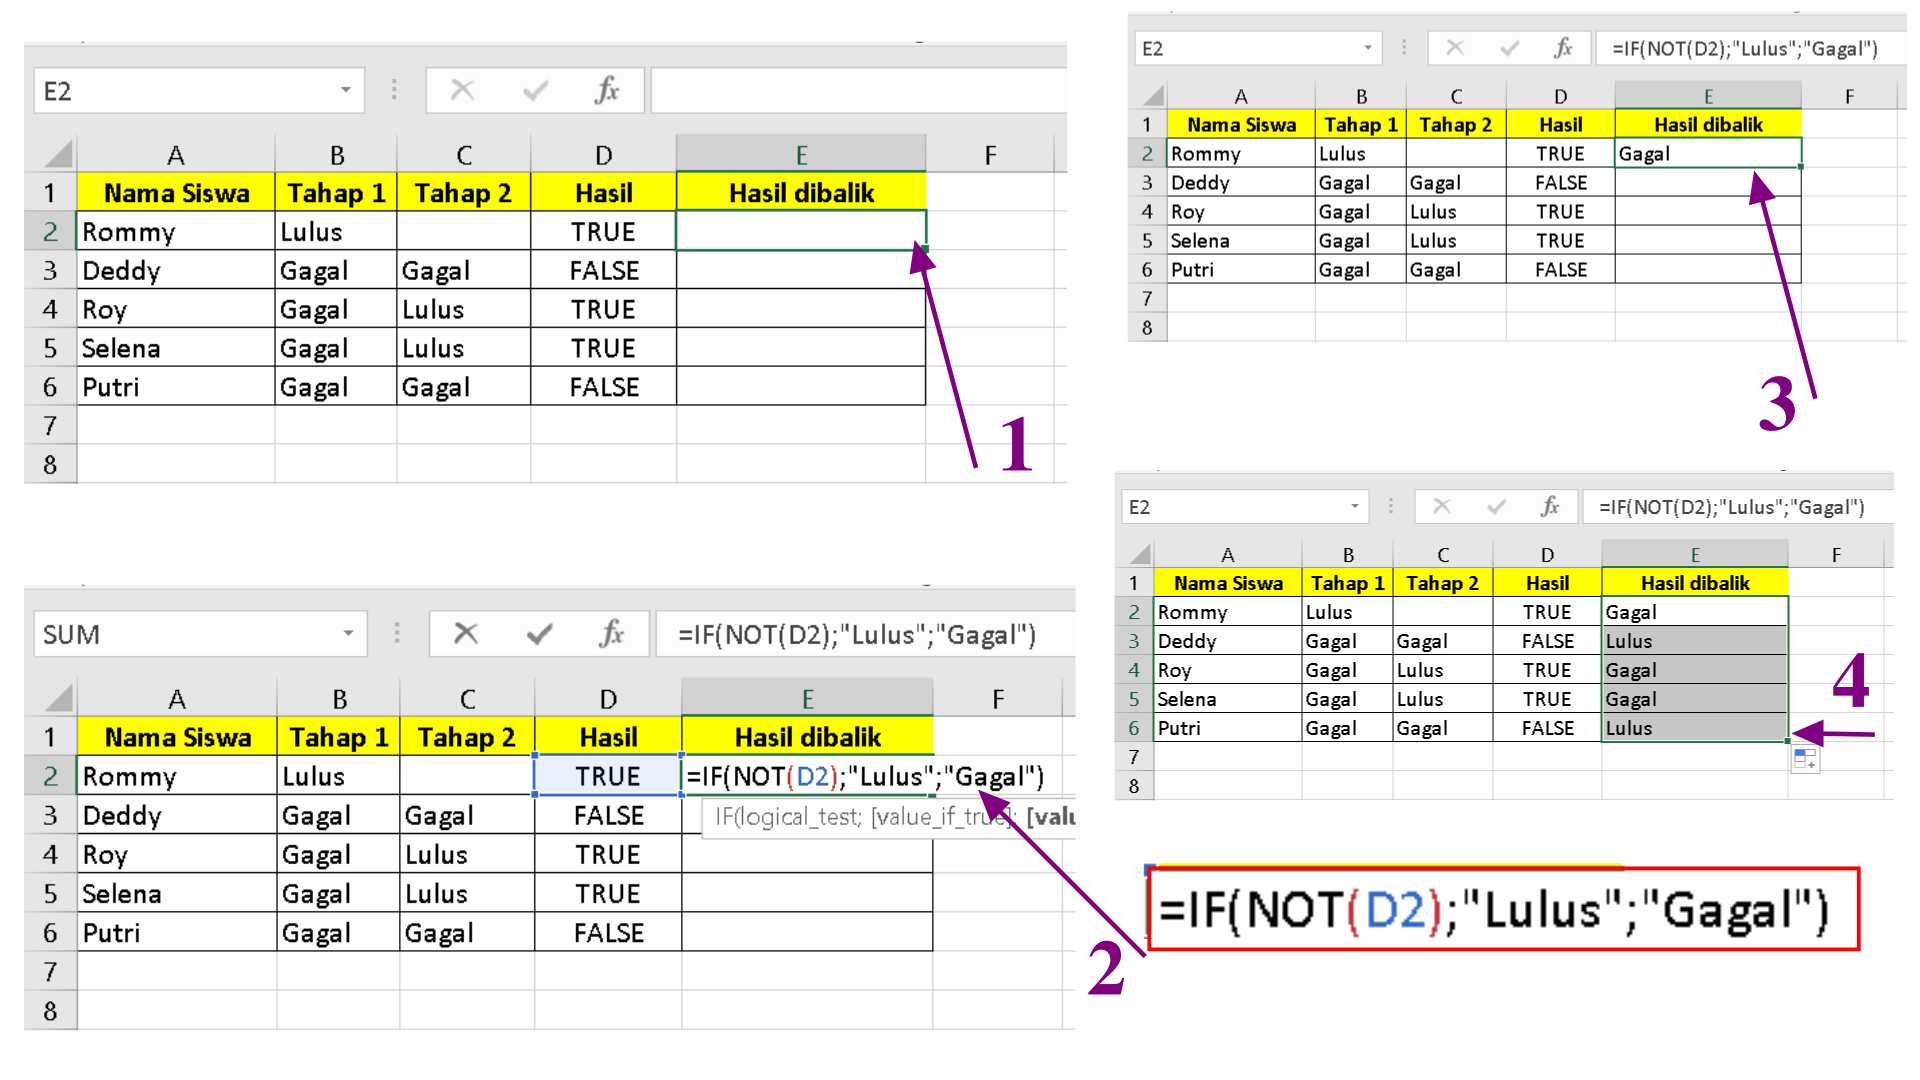 E2 fx
A B C D E F
1 Nama Siswa Tahap 1 Tahap 2 Hasil Hasil dibalik
2 Rommy Lulus TRUE
3 Deddy Gagal Gagal FALSE
4 Roy Gagal Lulus TRUE
5 Selena Gagal Lulus TRUE
6 Putri Gagal Gagal FALSE
7
8
1
SUM fx =IF(NOT(D2);"Lulus";"Gagal")
A B C D E F
1 Nama Siswa Tahap 1 Tahap 2 Hasil Hasil dibalik
2 Rommy Lulus TRUE =IF(NOT(D2);"Lulus";"Gagal")
3 Deddy Gagal Gagal FALSE IF(logical_test; [value_if_true]; [valu
4 Roy Gagal Lulus TRUE
5 Selena Gagal Lulus TRUE
6 Putri Gagal Gagal FALSE
7
8
2
E2 fx =IF(NOT(D2);"Lulus";"Gagal")
A B C D E F
1 Nama Siswa Tahap 1 Tahap 2 Hasil Hasil dibalik
2 Rommy Lulus TRUE Gagal
3 Deddy Gagal Gagal FALSE
4 Roy Gagal Lulus TRUE
5 Selena Gagal Lulus TRUE
6 Putri Gagal Gagal FALSE
7
8
3
E2 fx =IF(NOT(D2);"Lulus";"Gagal")
A B C D E F
1 Nama Siswa Tahap 1 Tahap 2 Hasil Hasil dibalik
2 Rommy Lulus TRUE Gagal
3 Deddy Gagal Gagal FALSE Lulus
4 Roy Gagal Lulus TRUE Gagal
5 Selena Gagal Lulus TRUE Gagal
6 Putri Gagal Gagal FALSE Lulus
7
8
4
=IF(NOT(D2);"Lulus";"Gagal")